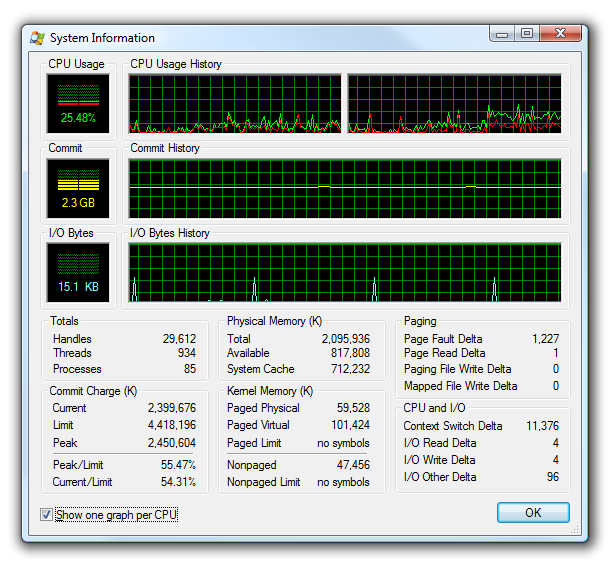 System Information
CPU Usage
CPU Usage History
25.48%
Commit
Commit History
2.3 GB
I/O Bytes
I/O Bytes History
15.1 KB
Totals
Handles 29,612
Threads 934
Processes 85
Physical Memory (K)
Total 2,095,936
Available 817,808
System Cache 712,232
Paging
Page Fault Delta 1,227
Page Read Delta 1
Paging File Write Delta 0
Mapped File Write Delta 0
Commit Charge (K)
Current 2,399,676
Limit 4,418,196
Peak 2,450,604
Peak/Limit 55.47%
Current/Limit 54.31%
Kernel Memory (K)
Paged Physical 59,528
Paged Virtual 101,424
Paged Limit no symbols
Nonpaged 47,456
Nonpaged Limit no symbols
CPU and I/O
Context Switch Delta 11,376
I/O Read Delta 4
I/O Write Delta 4
I/O Other Delta 96
Show one graph per CPU
OK